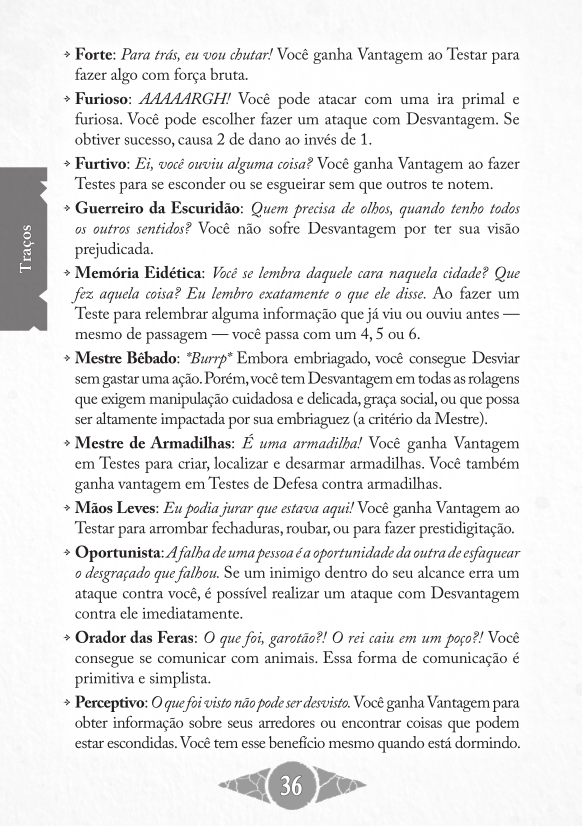 → Forte: Para trás, eu vou chutar! Você ganha Vantagem ao Testar para
fazer algo com força bruta.
→ Furioso: AAAAARGH! Você pode atacar com uma ira primal e
furiosa. Você pode escolher fazer um ataque com Desvantagem. Se
obtiver sucesso, causa 2 de dano ao invés de 1.
→ Furtivo: Ei, você ouviu alguma coisa? Você ganha Vantagem ao fazer
Testes para se esconder ou se esgueirar sem que outros te notem.
→ Guerreiro da Escuridão: Quem precisa de olhos, quando tenho todos
os outros sentidos? Você não sofre Desvantagem por ter sua visão
prejudicada.
→ Memória Eidética: Você se lembra daquele cara naquela cidade? Que
fez aquela coisa? Eu lembro exatamente o que ele disse. Ao fazer um
Teste para relembrar alguma informação que já viu ou ouviu antes —
mesmo de passagem — você passa com um 4, 5 ou 6.
→ Mestre Bêbado: *Burrp* Embora embriagado, você consegue Desviar
sem gastar uma ação. Porém, você tem Desvantagem em todas as rolagens
que exigem manipulação cuidadosa e delicada, graça social, ou que possa
ser altamente impactada por sua embriaguez (a critério da Mestre).
→ Mestre de Armadilhas: É uma armadilha! Você ganha Vantagem
em Testes para criar, localizar e desarmar armadilhas. Você também
ganha vantagem em Testes de Defesa contra armadilhas.
→ Mãos Leves: Eu podia jurar que estava aqui! Você ganha Vantagem ao
Testar para arrombar fechaduras, roubar, ou para fazer prestidigitação.
→ Oportunista: A falha de uma pessoa é a oportunidade da outra de esfaquear
o desgraçado que falhou. Se um inimigo dentro do seu alcance erra um
ataque contra você, é possível realizar um ataque com Desvantagem
contra ele imediatamente.
→ Orador das Feras: O que foi, garotão?! O rei caiu em um poço?! Você
consegue se comunicar com animais. Essa forma de comunicação é
primitiva e simplista.
→ Perceptivo: O que foi visto não pode ser desvisto. Você ganha Vantagem para
obter informação sobre seus arredores ou encontrar coisas que podem
estar escondidas. Você tem esse benefício mesmo quando está dormindo.
Traços
36